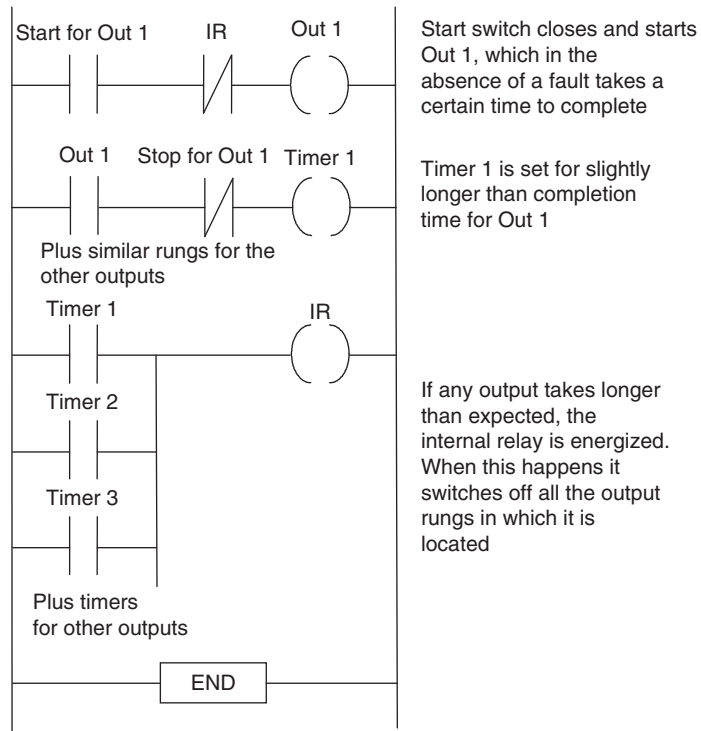 Start for Out 1 IR Out 1
Start switch closes and starts
Out 1, which in the
absence of a fault takes a
certain time to complete
Out 1 Stop for Out 1 Timer 1
Timer 1 is set for slightly
longer than completion
time for Out 1
Plus similar rungs for the
other outputs
Timer 1
IR
Timer 2
Timer 3
If any output takes longer
than expected, the
internal relay is energized.
When this happens it
switches off all the output
rungs in which it is
located
Plus timers
for other outputs
END